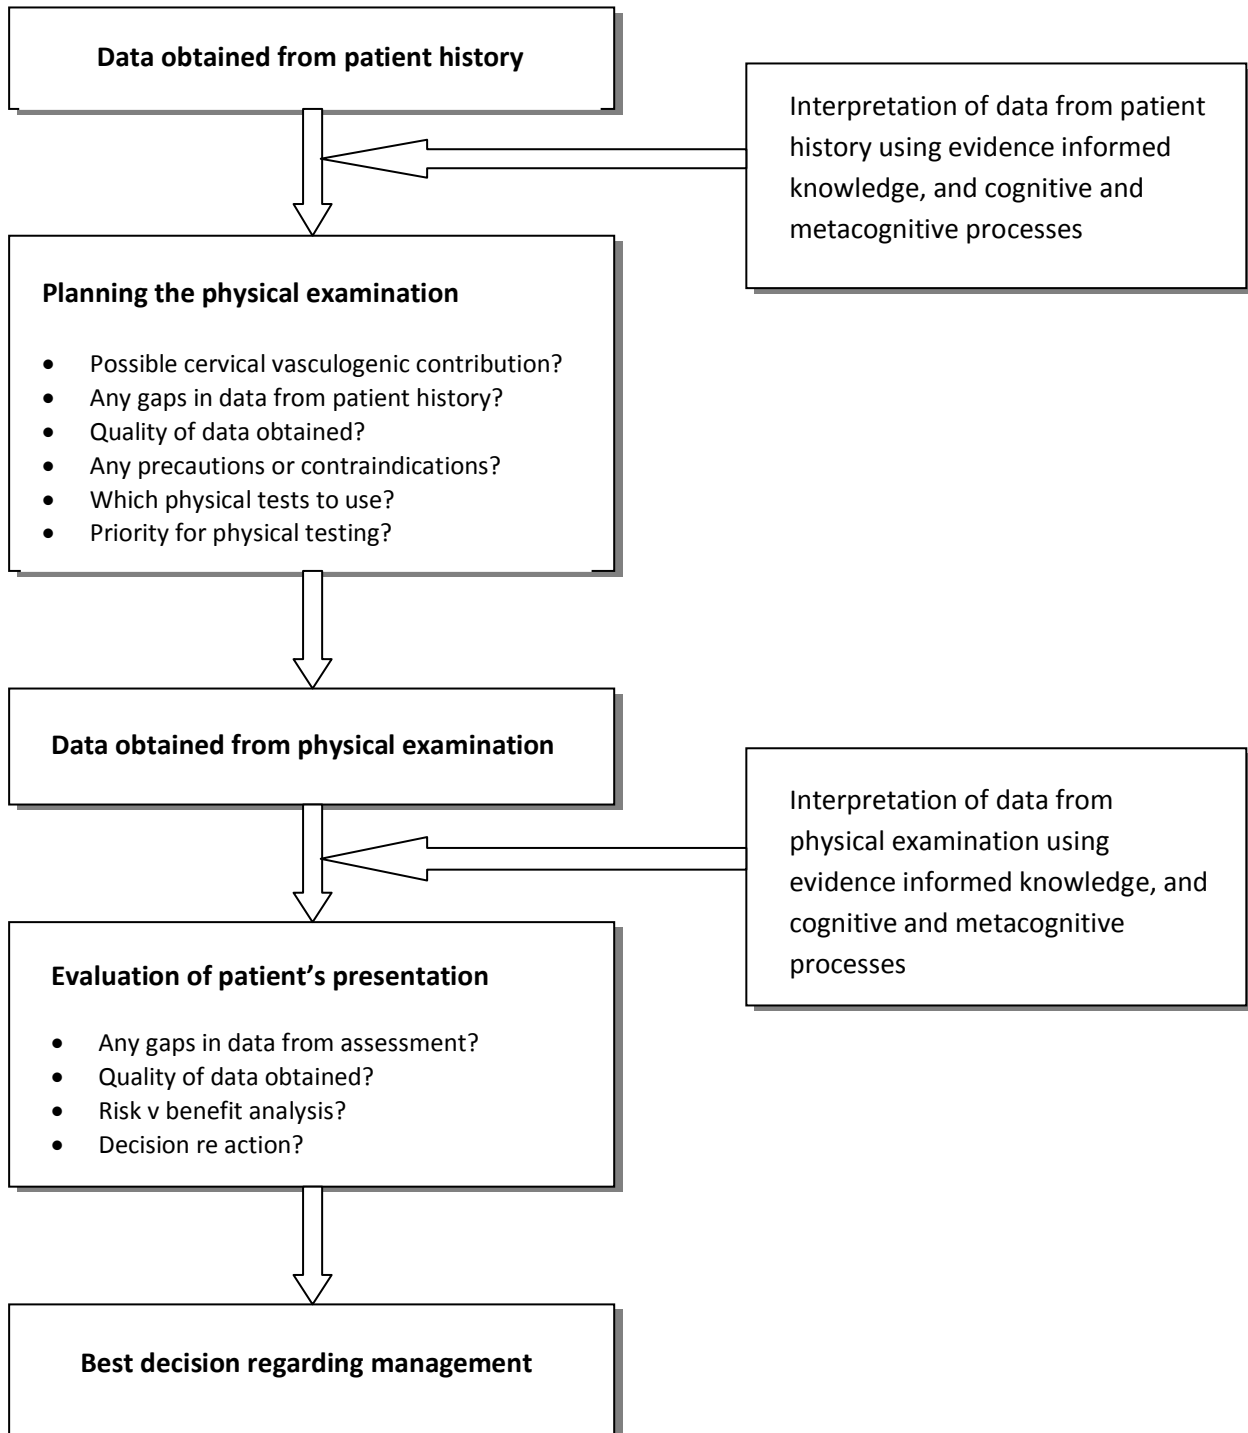 Data obtained from patient history
Interpretation of data from patient
history using evidence informed
knowledge, and cognitive and
metacognitive processes
Planning the physical examination
• Possible cervical vasculogenic contribution?
• Any gaps in data from patient history?
• Quality of data obtained?
• Any precautions or contraindications?
• Which physical tests to use?
• Priority for physical testing?
Data obtained from physical examination
Interpretation of data from
physical examination using
evidence informed knowledge, and
cognitive and metacognitive
processes
Evaluation of patient’s presentation
• Any gaps in data from assessment?
• Quality of data obtained?
• Risk v benefit analysis?
• Decision re action?
Best decision regarding management